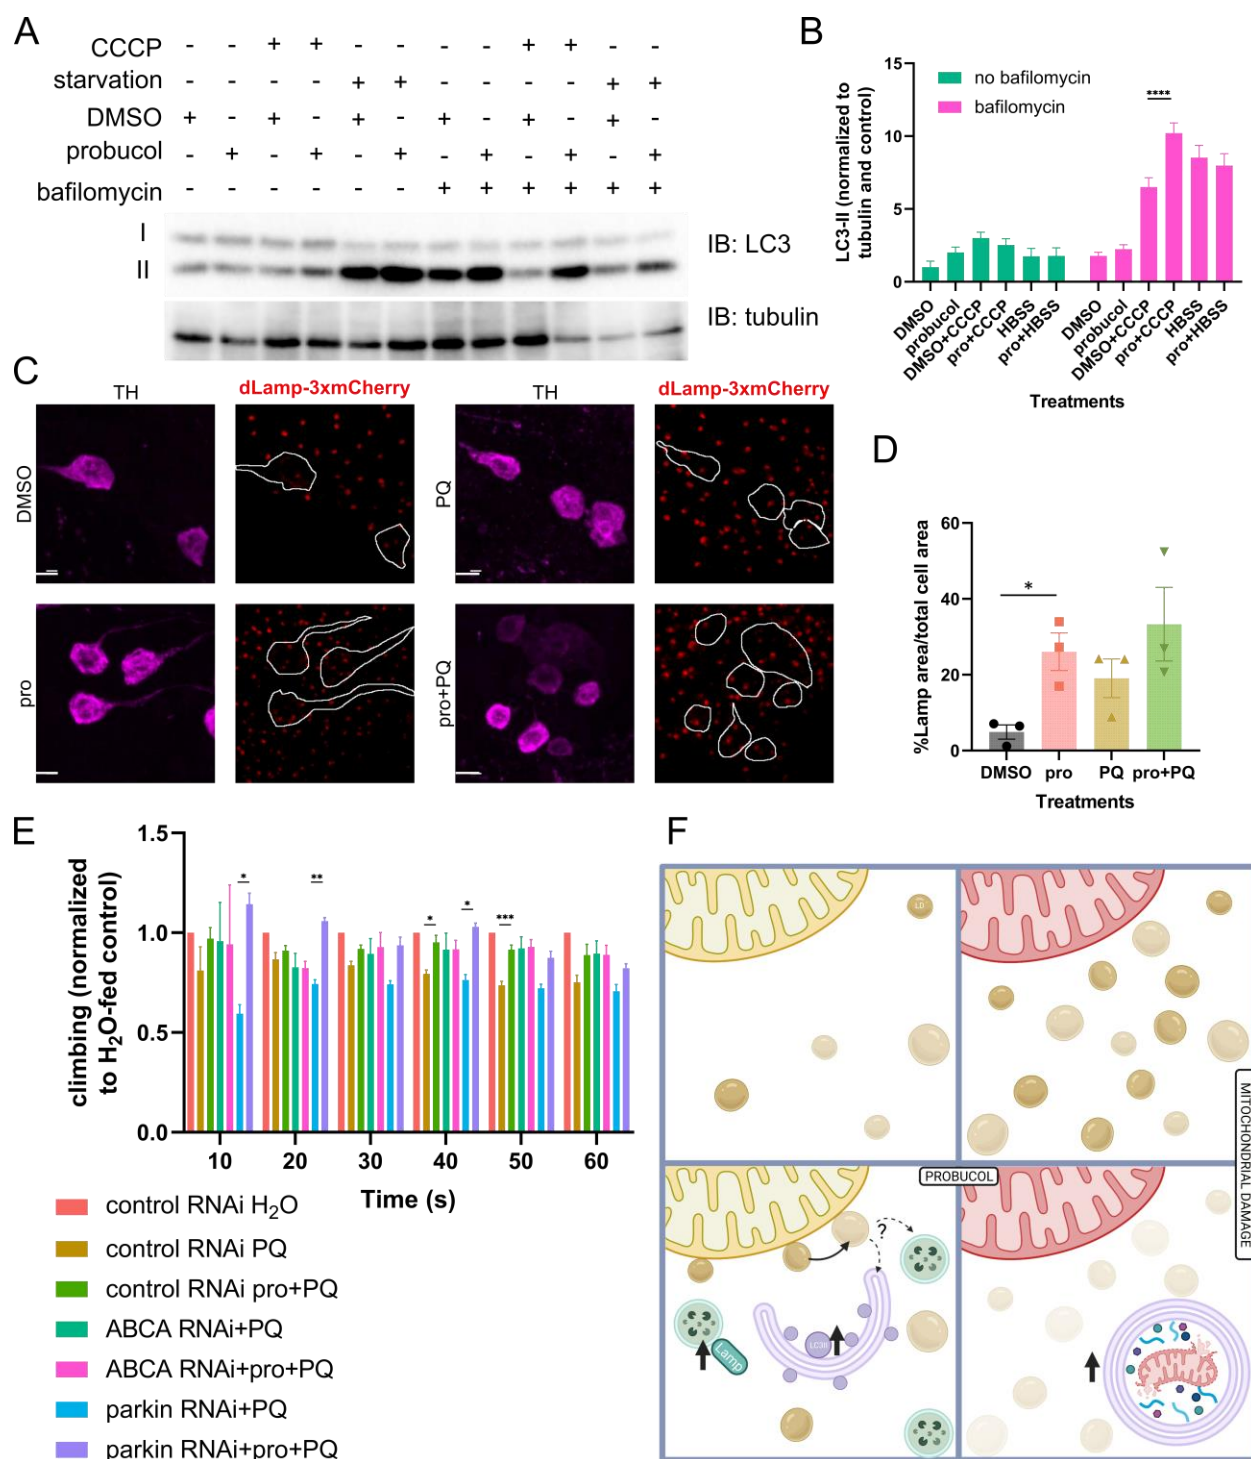 A
CCCP - - + + - - - - + + - -
starvation - - - - + + - - - - + +
DMSO + - + - + - + - + - + -
probucol - + - + - + - + - + - +
bafilomycin - - - - - - + + + + + +
I
II
IB: LC3
IB: tubulin
B
LC3-II (normalized to
tubulin and control)
15
10
5
0
no bafilomycin
bafilomycin
****
DMSO
probucol
DMSO+CCCP
pro+CCCP
HBSS
pro+HBSS
DMSO
probucol
DMSO+CCCP
pro+CCCP
HBSS
pro+HBSS
Treatments
C
TH
dLamp-3xmCherry
TH
dLamp-3xmCherry
DMSO
PQ
pro
pro+PQ
D
%Lamp area/total cell area
60
40
20
0
*
DMSO pro PQ pro+PQ
Treatments
E
climbing (normalized
to H₂O-fed control)
1.5
1.0
0.5
0.0
* ** * * ***
10 20 30 40 50 60
Time (s)
control RNAi H₂O
control RNAi PQ
control RNAi pro+PQ
ABCA RNAi+PQ
ABCA RNAi+pro+PQ
parkin RNAi+PQ
parkin RNAi+pro+PQ
F
LD
MITOCHONDRIAL DAMAGE
PROBUCOL
?
Lamp
LC3II